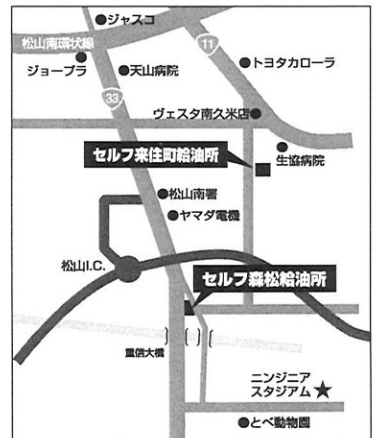 ジャスコ
松山南環状線
11
ジョープラ
天山病院
トヨタカローラ
33
ヴェスタ南久米店
セルフ来住町給油所
生協病院
松山南署
ヤマダ電機
松山I.C.
セルフ森松給油所
重信大橋
ニンジニア
スタジアム
とべ動物園